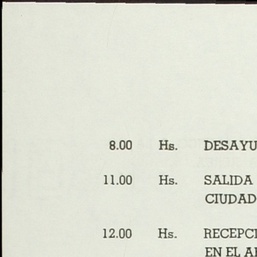 8.00 Hs. DESAYU
11.00 Hs. SALIDA
CIUDAD
12.00 Hs. RECEPCI
EN EL A